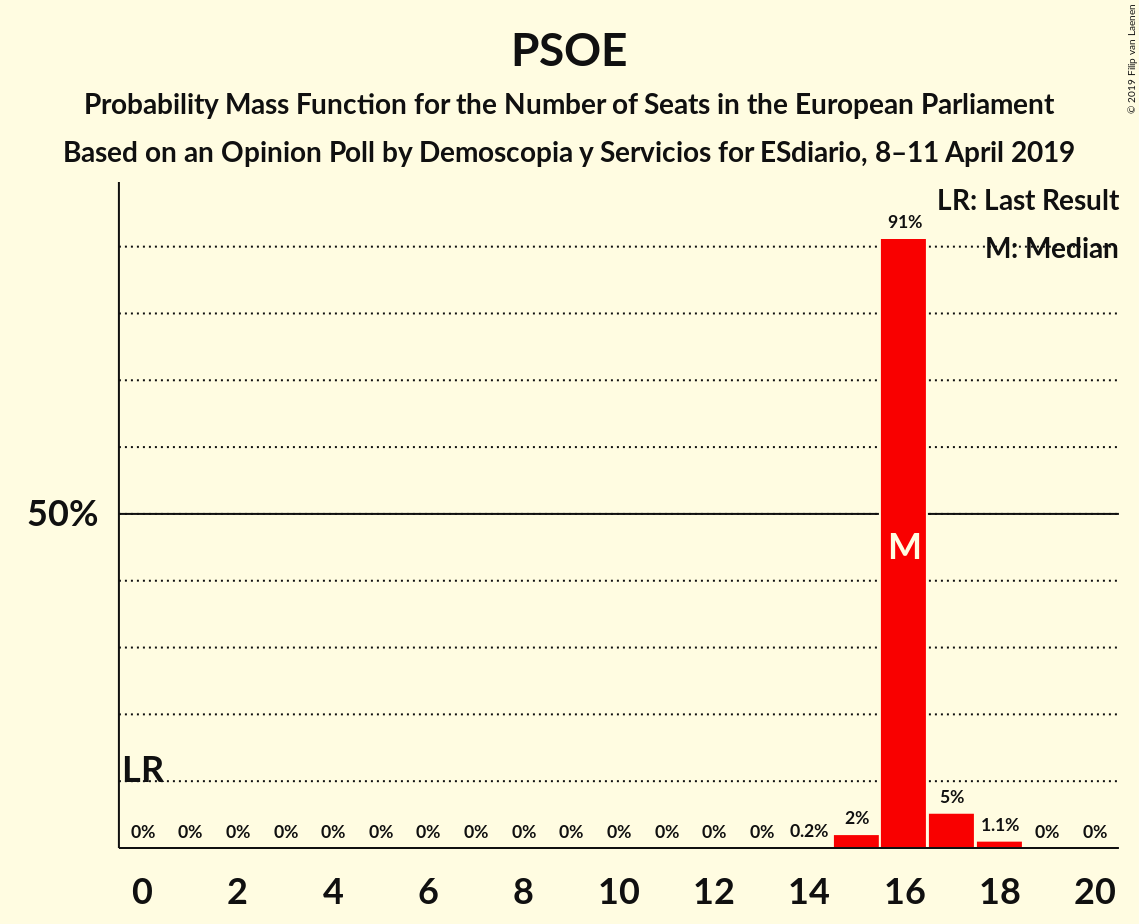 PSOE
Probability Mass Function for the Number of Seats in the European Parliament
Based on an Opinion Poll by Demoscopia y Servicios for ESdiario, 8–11 April 2019
© 2019 Filip van Laenen
LR: Last Result
M: Median
91%
50%
M
LR
0% 0% 0% 0% 0% 0% 0% 0% 0% 0% 0% 0% 0% 0% 0.2% 2% 5% 1.1% 0% 0%
0 2 4 6 8 10 12 14 16 18 20